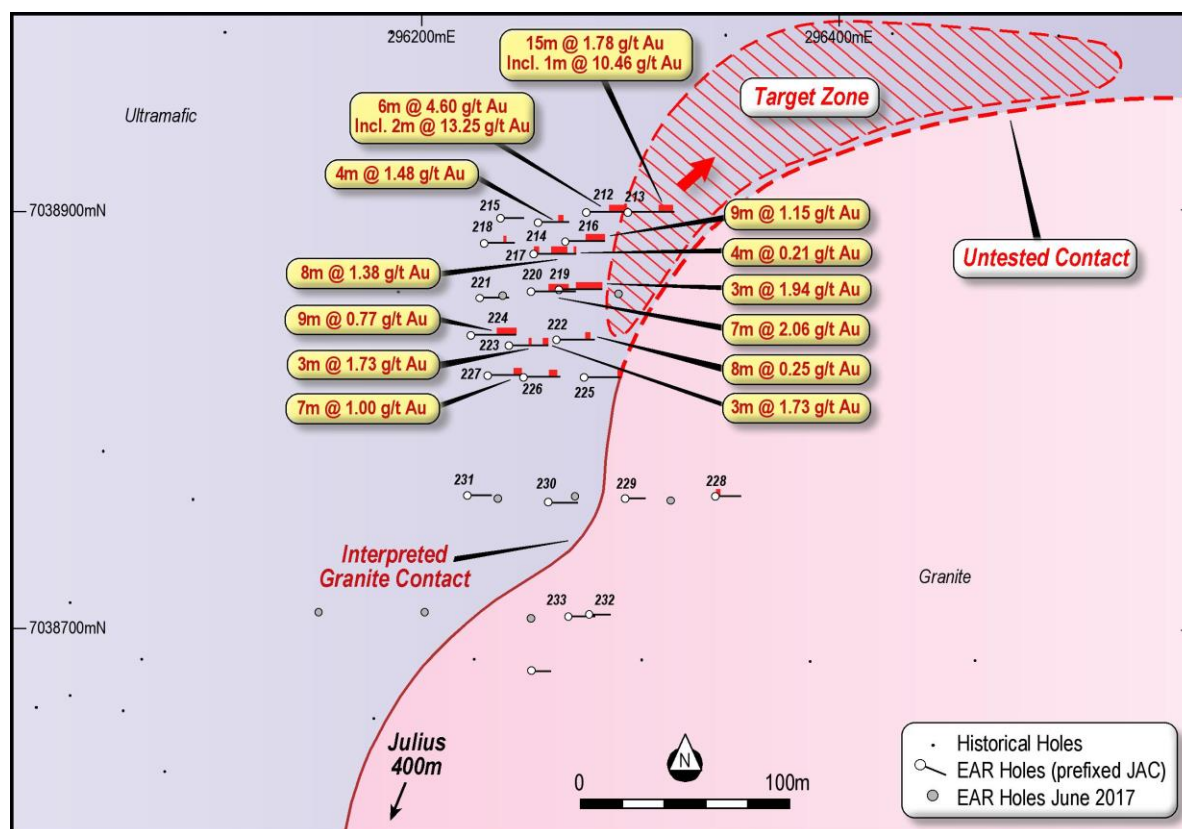 296200mE
296400mE
15m @ 1.78 g/t Au
Incl. 1m @ 10.46 g/t Au
Ultramafic
Target Zone
6m @ 4.60 g/t Au
Incl. 2m @ 13.25 g/t Au
4m @ 1.48 g/t Au
7038900mN
212
213
215
214
216
218
217
9m @ 1.15 g/t Au
4m @ 0.21 g/t Au
Untested Contact
8m @ 1.38 g/t Au
220
219
221
3m @ 1.94 g/t Au
9m @ 0.77 g/t Au
224
223
222
7m @ 2.06 g/t Au
3m @ 1.73 g/t Au
8m @ 0.25 g/t Au
227
226
225
7m @ 1.00 g/t Au
3m @ 1.73 g/t Au
231
230
229
228
Interpreted
Granite Contact
Granite
233
232
7038700mN
Julius
400m
N
0
100m
Historical Holes
EAR Holes (prefixed JAC)
EAR Holes June 2017